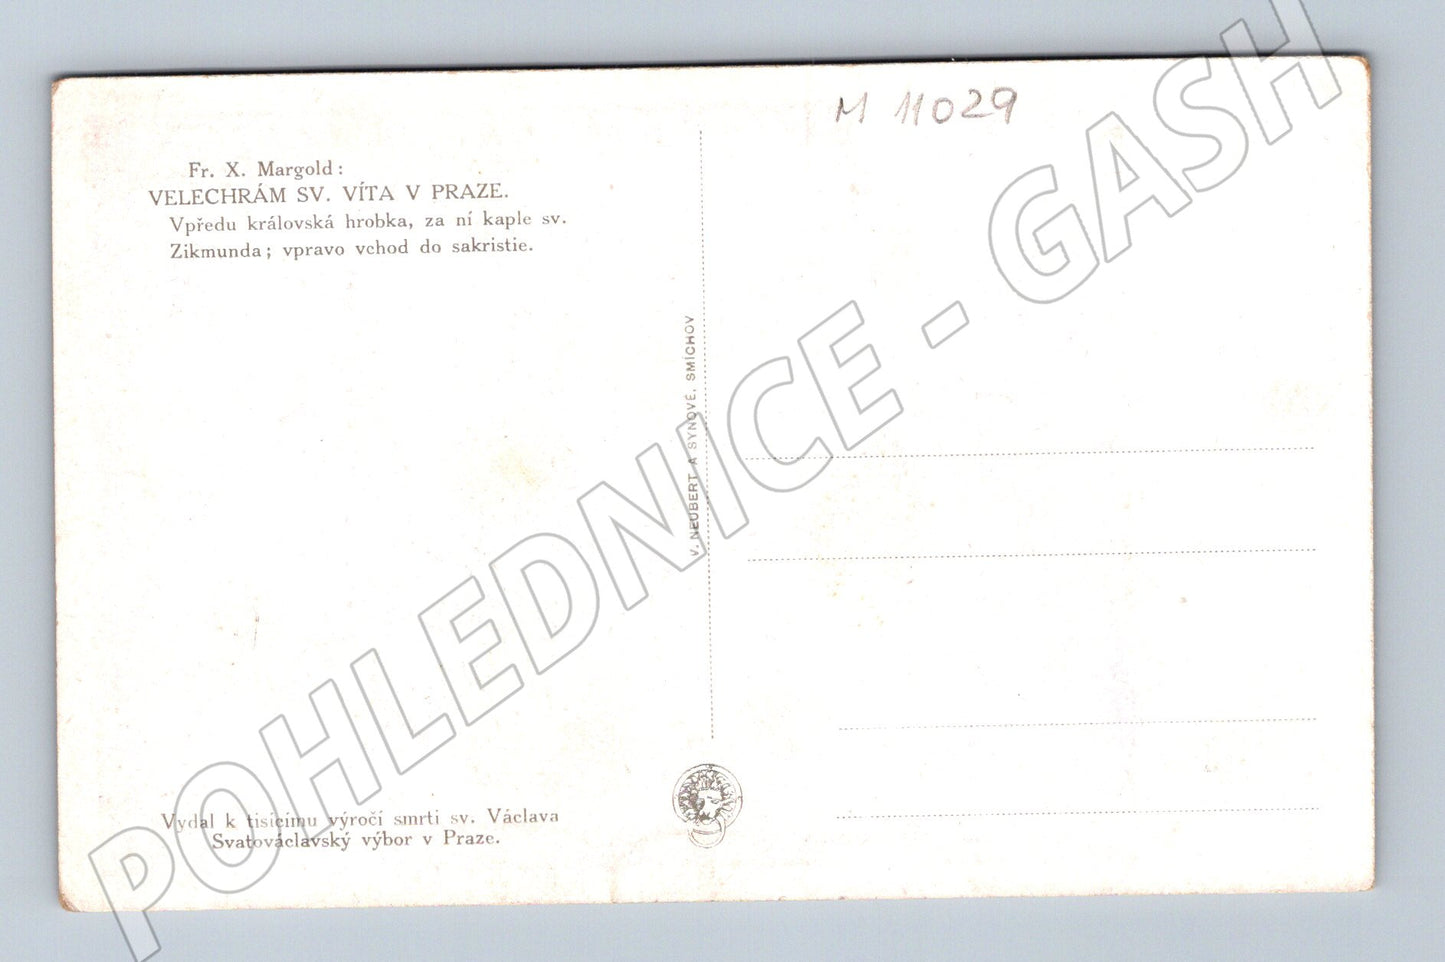 M 11029
Fr. X. Margold:
VELECHRÁM SV. VÍTA V PRAZE.
Vpředu královská hrobka, za ní kaple sv.
Zikmunda; vpravo vchod do sakristie.
V. NEUBERT A SYNOVÉ, SMÍCHOV
Vydal k tisícímu výročí smrti sv. Václava
Svatováclavský výbor v Praze.
POHLEDNICE - GASH